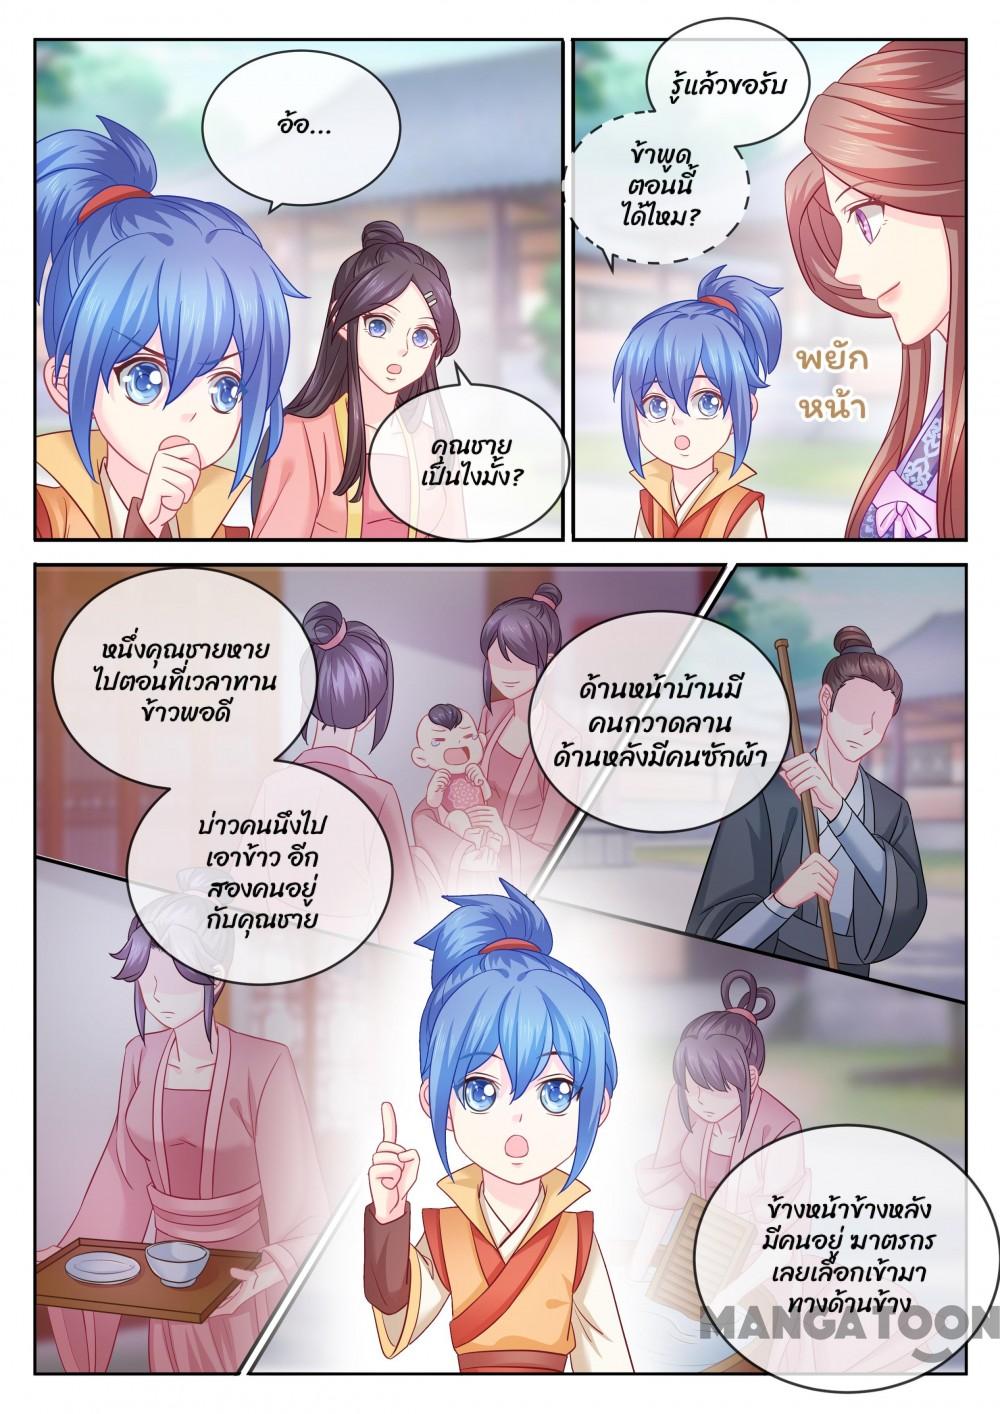 อ้อ...
คุณชาย
เป็นไงมั้ง?
รู้แล้วขอรับ
ข้าพูด
ตอนนี้
ได้ไหม?
พยัก
หน้า
หนึ่งคุณชายหาย
ไปตอนที่เวลาทาน
ข้าวพอดี
บ่าวคนนึงไป
เอาข้าว อีก
สองคนอยู่
กับคุณชาย
ด้านหน้าบ้านมี
คนกวาดลาน
ด้านหลังมีคนซักผ้า
ข้างหน้าข้างหลัง
มีคนอยู่ ฆาตรกร
เลยเลือกเข้ามา
ทางด้านข้าง
MANGATOON